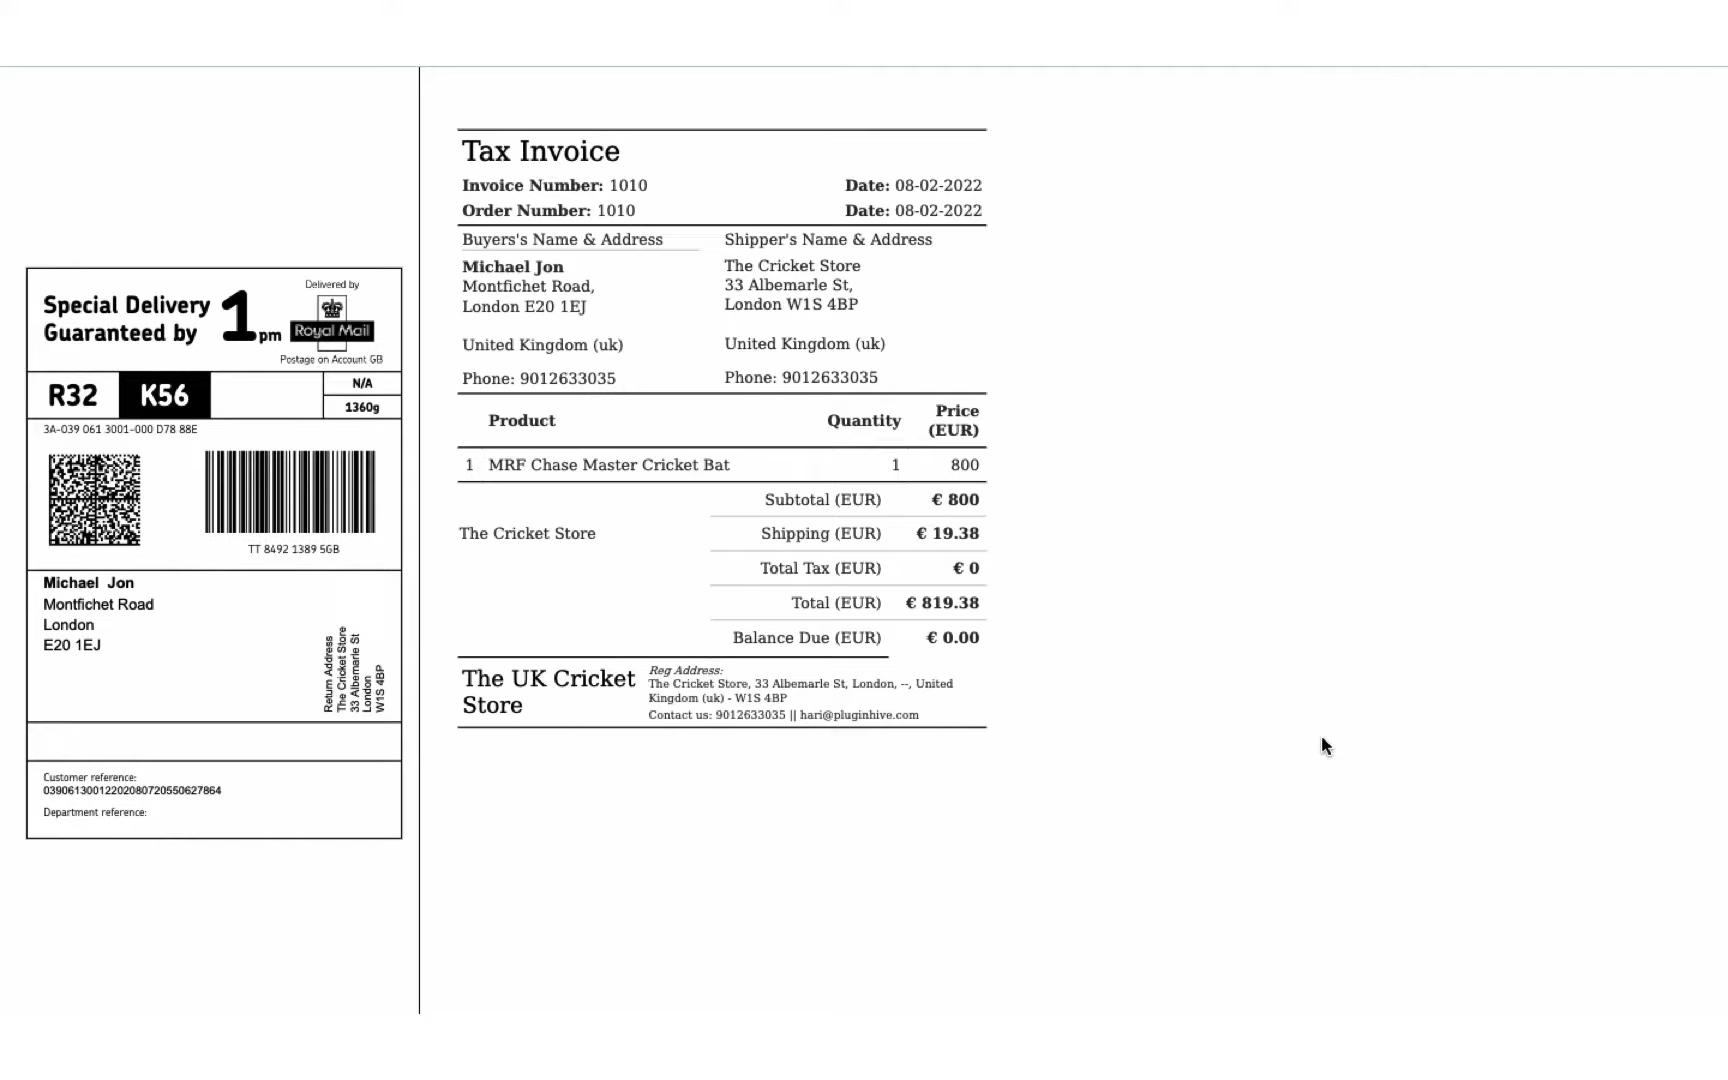 Special Delivery
Guaranteed by
1pm
Delivered by
Royal Mail
Postage on Account GB
R32
K56
N/A
1360g
3A-039 061 3001-000 D78 88E
TT 8492 1389 5GB
Michael Jon
Montfichet Road
London
E20 1EJ
Return Address
The Cricket Store
33 Albemarle St
London
W1S 4BP
Customer reference:
0390613001220208072055062786​4
Department reference:
Tax Invoice
Invoice Number: 1010 Date: 08-02-2022
Order Number: 1010 Date: 08-02-2022
Buyers's Name & Address
Michael Jon
Montfichet Road,
London E20 1EJ
United Kingdom (uk)
Phone: 9012633035
Shipper's Name & Address
The Cricket Store
33 Albemarle St,
London W1S 4BP
United Kingdom (uk)
Phone: 9012633035
Product Quantity Price
(EUR)
1 MRF Chase Master Cricket Bat 1 800
Subtotal (EUR) € 800
The Cricket Store Shipping (EUR) € 19.38
Total Tax (EUR) € 0
Total (EUR) € 819.38
Balance Due (EUR) € 0.00
The UK Cricket
Store
Reg Address:
The Cricket Store, 33 Albemarle St, London, --, United
Kingdom (uk) - W1S 4BP
Contact us: 9012633035 || hari@pluginhive.com